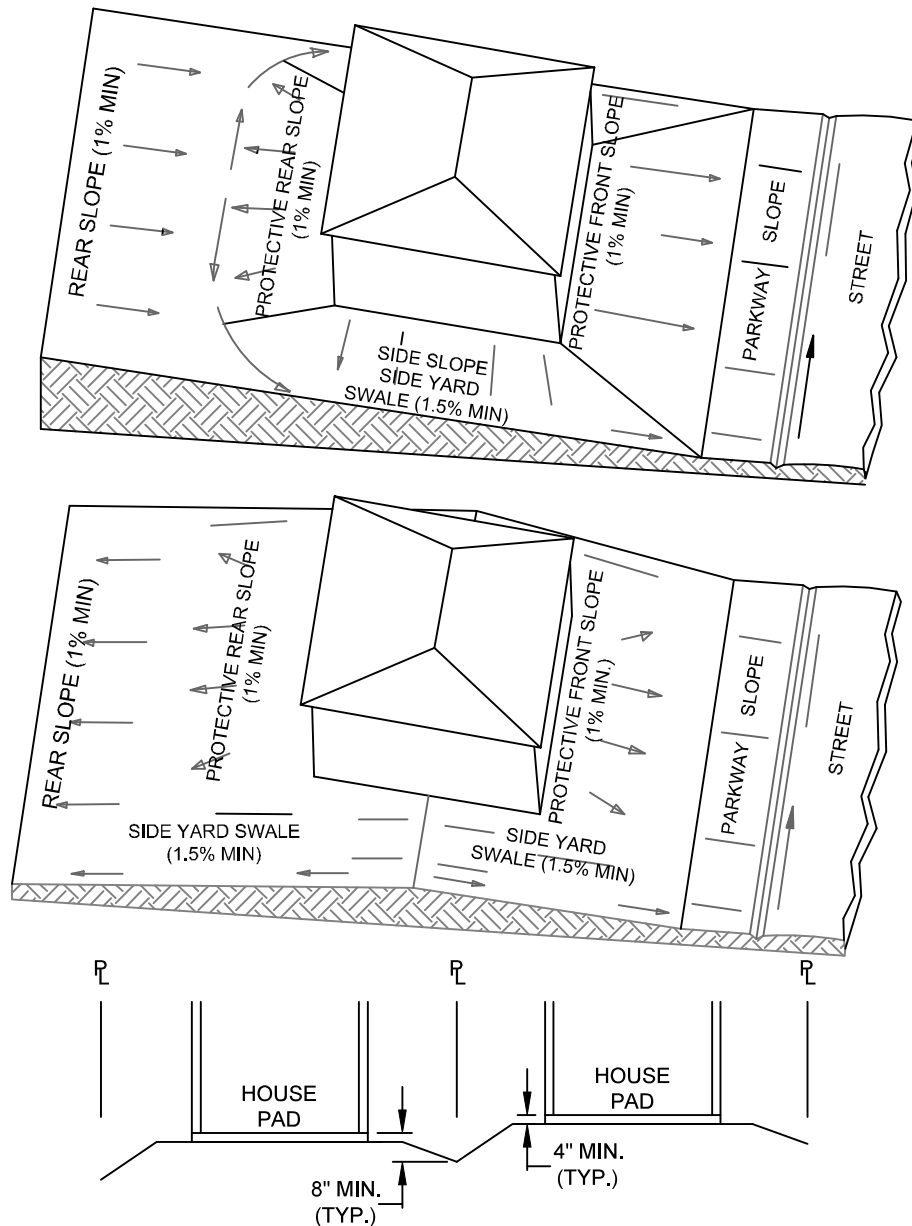 REAR SLOPE (1% MIN)
PROTECTIVE REAR SLOPE
(1% MIN)
SIDE SLOPE
SIDE YARD
SWALE (1.5% MIN)
PROTECTIVE FRONT SLOPE
(1% MIN)
PARKWAY SLOPE
STREET
REAR SLOPE (1% MIN)
PROTECTIVE REAR SLOPE
(1% MIN)
SIDE YARD SWALE
(1.5% MIN)
SIDE YARD
SWALE (1.5% MIN)
PROTECTIVE FRONT SLOPE
(1% MIN.)
PARKWAY SLOPE
STREET
PL PL PL
HOUSE
PAD
HOUSE
PAD
8" MIN.
(TYP.)
4" MIN.
(TYP.)